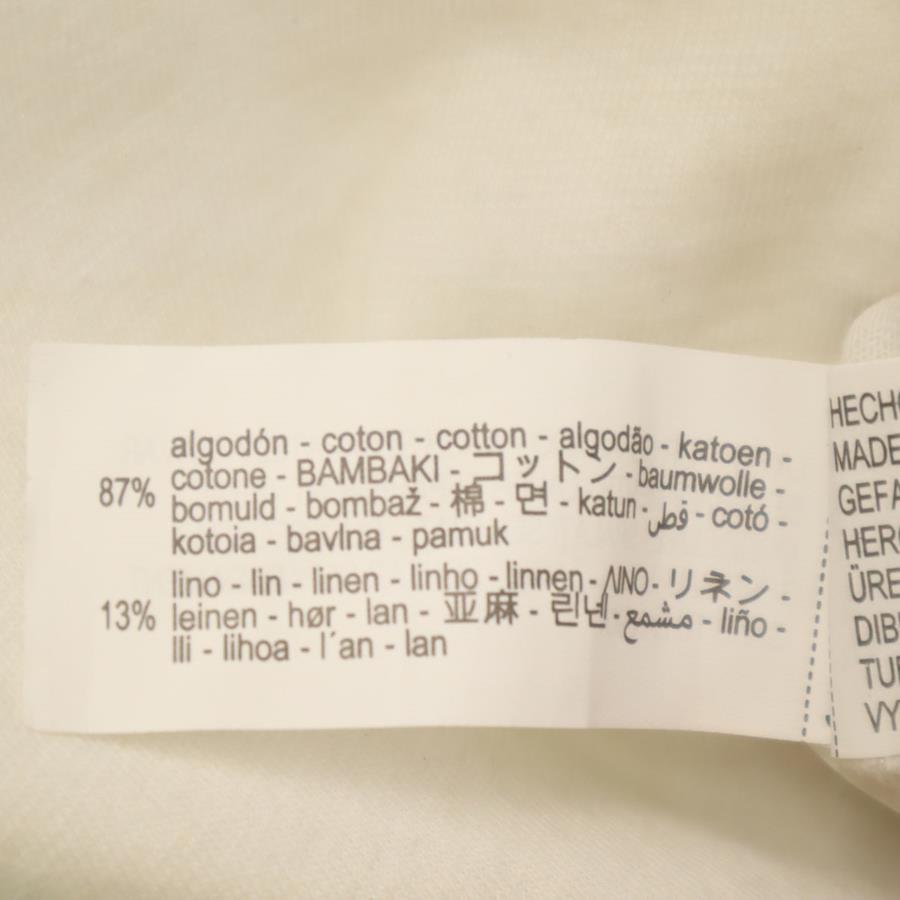 algodón - coton - cotton - algodão - katoen -
cotone - BAMBAKI - コットン - baumwolle -
87% bomuld - bombaž - 棉 - 면 - katun - قطن - cotó -
kotoia - bavlna - pamuk
lino - lin - linen - linho - linnen - ΛINO - リネン -
13% leinen - hør - lan - 亚麻 - 린넨 - مشمع - liño -
lli - lihoa - l´an - lan
HECHO
MADE
GEFA
HERG
ÜRE
DIB
TU
VY